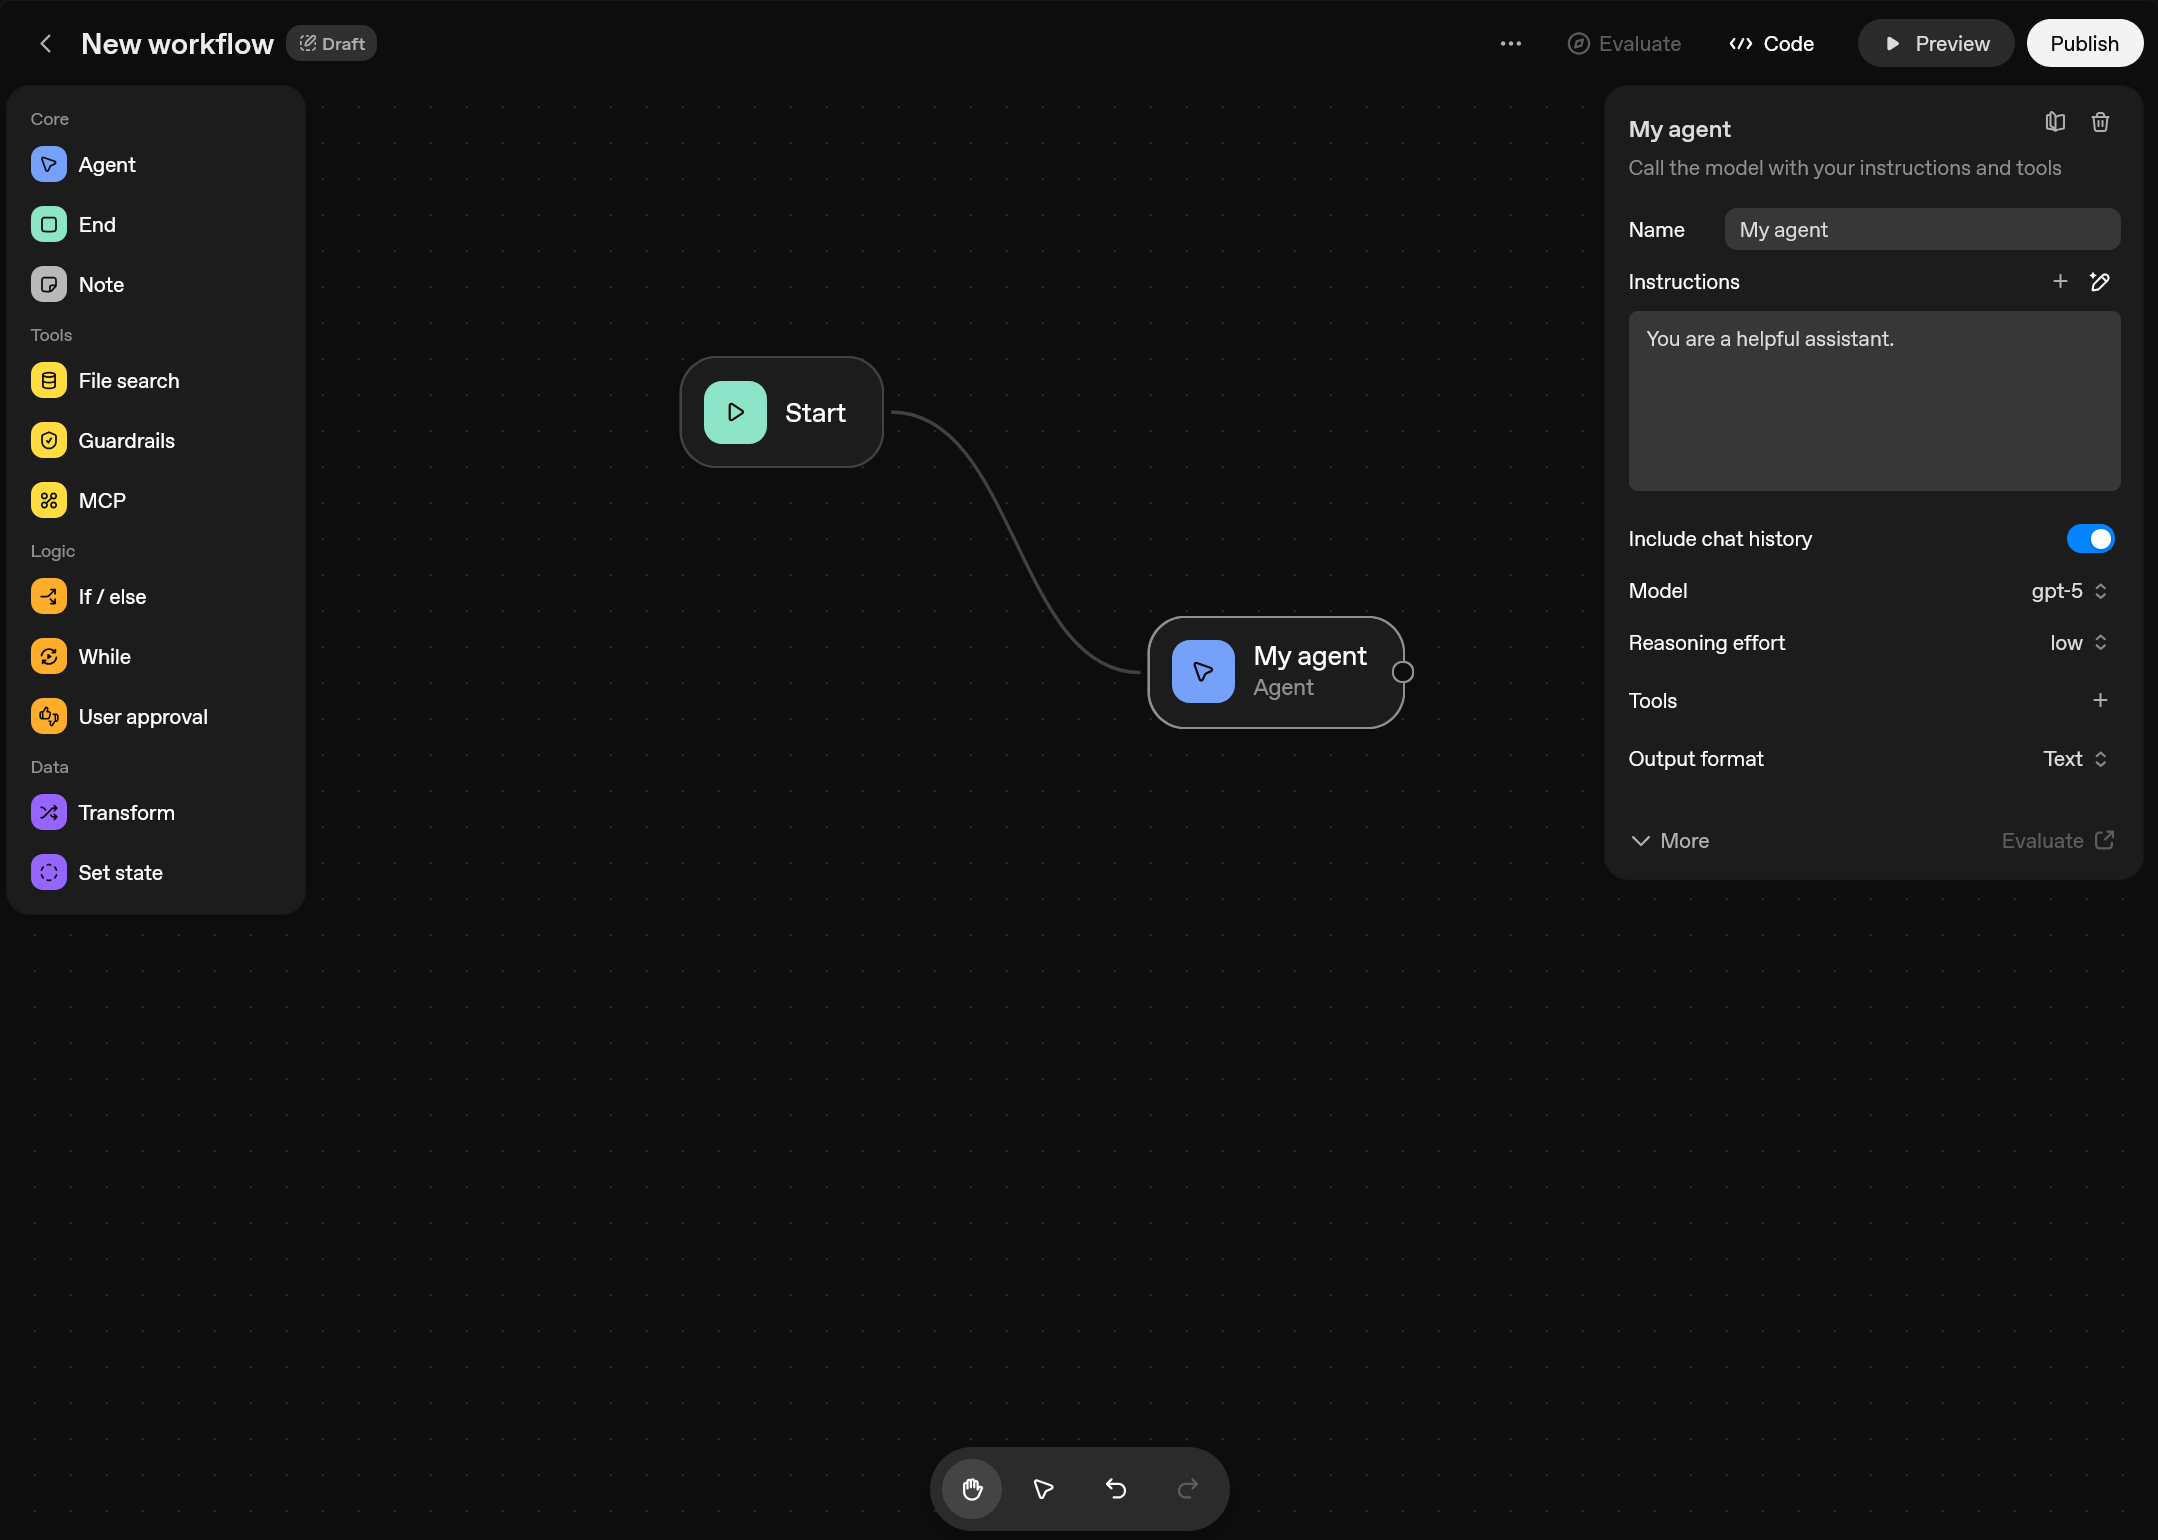 New workflow
Draft
Evaluate
Code
Preview
Publish
Core
Agent
End
Note
Tools
File search
Guardrails
MCP
Logic
If / else
While
User approval
Data
Transform
Set state
Start
My agent
Agent
My agent
Call the model with your instructions and tools
Name
My agent
Instructions
You are a helpful assistant.
Include chat history
Model
gpt-5
Reasoning effort
low
Tools
Output format
Text
More
Evaluate